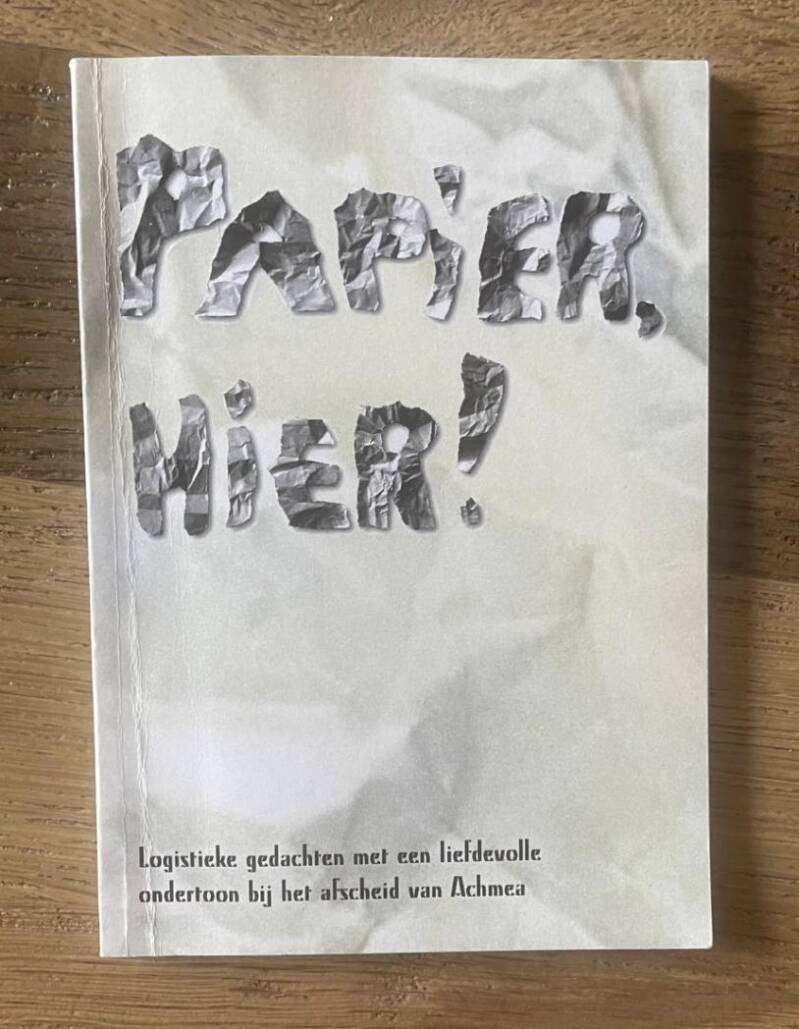 PAPiER,
HiER!
Logistieke gedachten met een liefdevolle
ondertoon bij het afscheid van Achmea